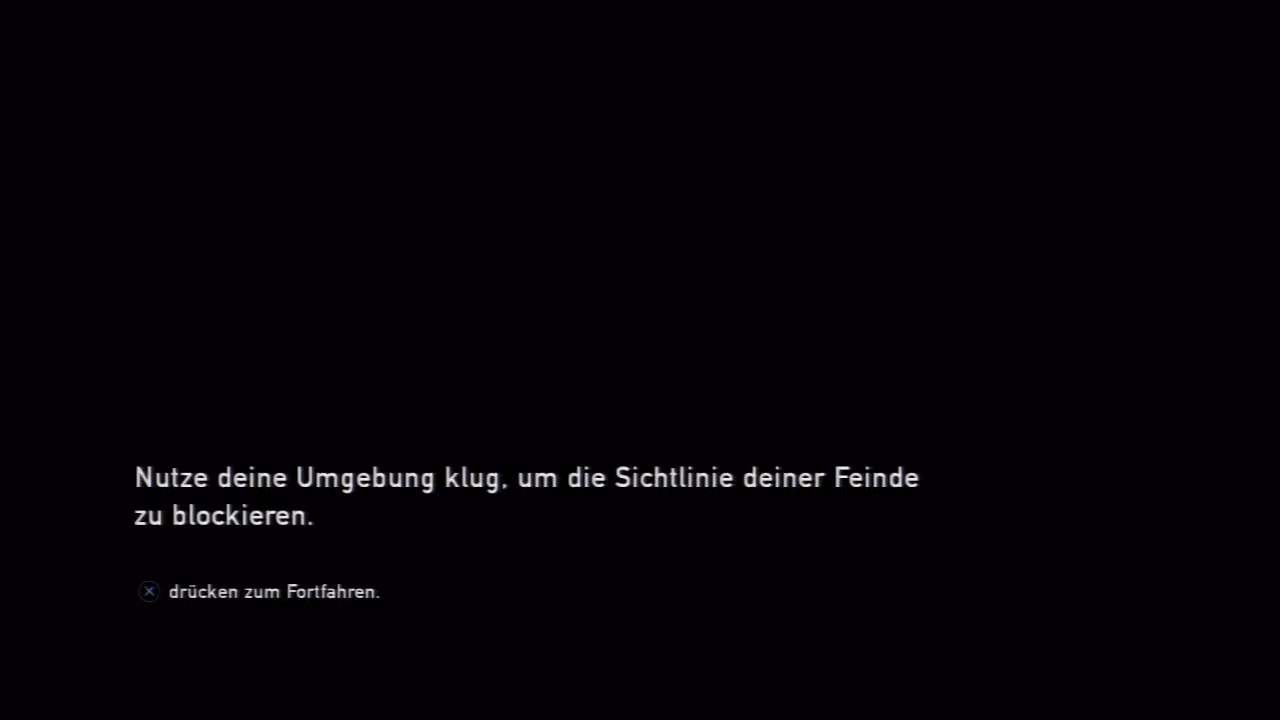 Nutze deine Umgebung klug, um die Sichtlinie deiner Feinde
zu blockieren.
drücken zum Fortfahren.